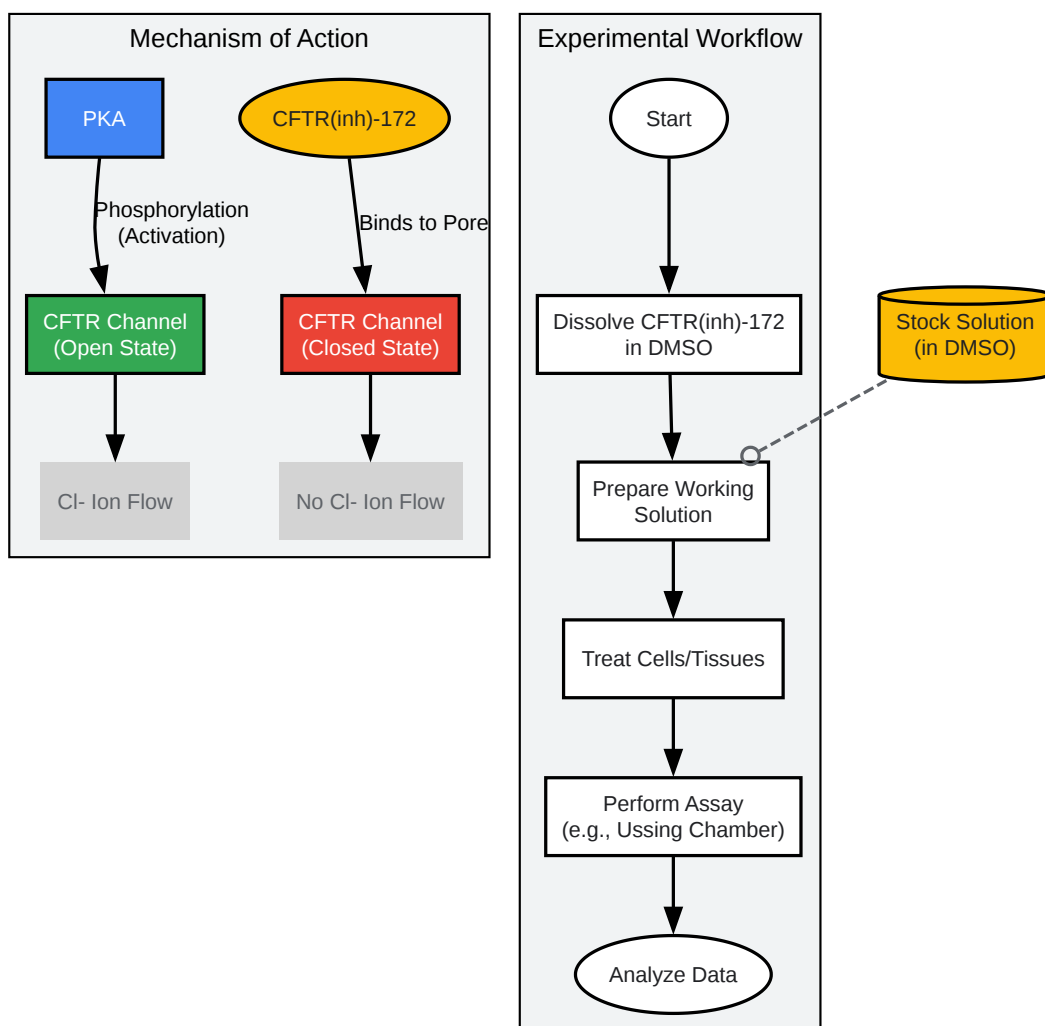 Mechanism of Action
PKA
CFTR(inh)-172
Phosphorylation
(Activation)
Binds to Pore
CFTR Channel
(Open State)
CFTR Channel
(Closed State)
Cl- Ion Flow
No Cl- Ion Flow
Experimental Workflow
Start
Dissolve CFTR(inh)-172
in DMSO
Stock Solution
(in DMSO)
Prepare Working
Solution
Treat Cells/Tissues
Perform Assay
(e.g., Ussing Chamber)
Analyze Data